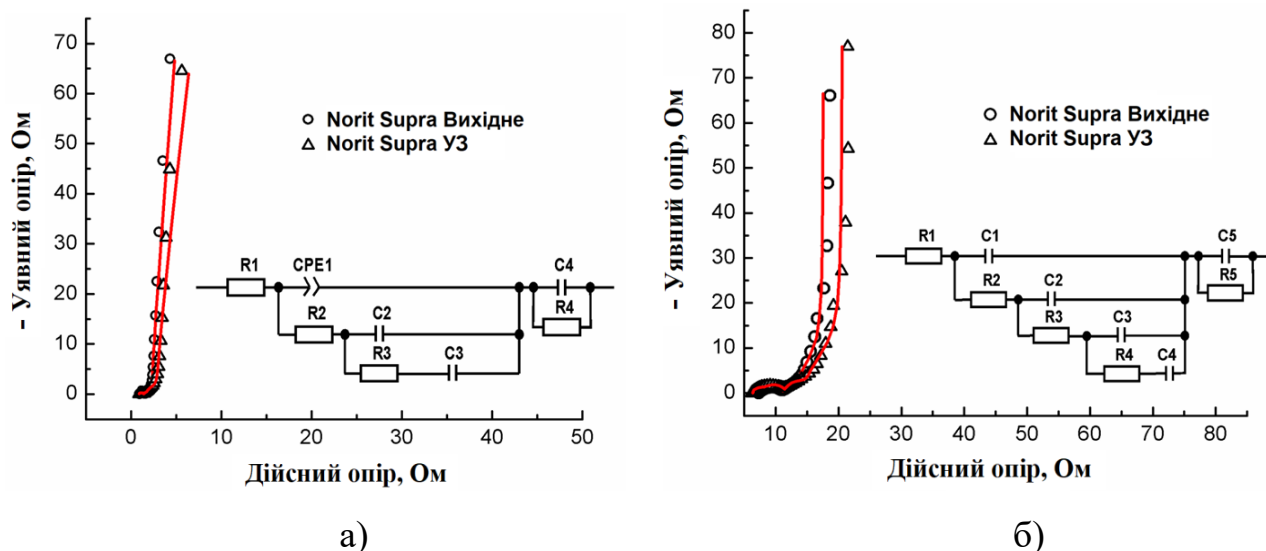 70
60
50
40
30
20
10
0
- Уявний опір, Ом
Norit Supra Вихідне
Norit Supra УЗ
R1
CPE1
C4
R4
R2
C2
R3
C3
0
10
20
30
40
50
Дійсний опір, Ом
а)
80
70
60
50
40
30
20
10
0
- Уявний опір, Ом
Norit Supra Вихідне
Norit Supra УЗ
R1
C1
C5
R5
R2
C2
R3
C3
R4
C4
10
20
30
40
50
60
70
80
Дійсний опір, Ом
б)